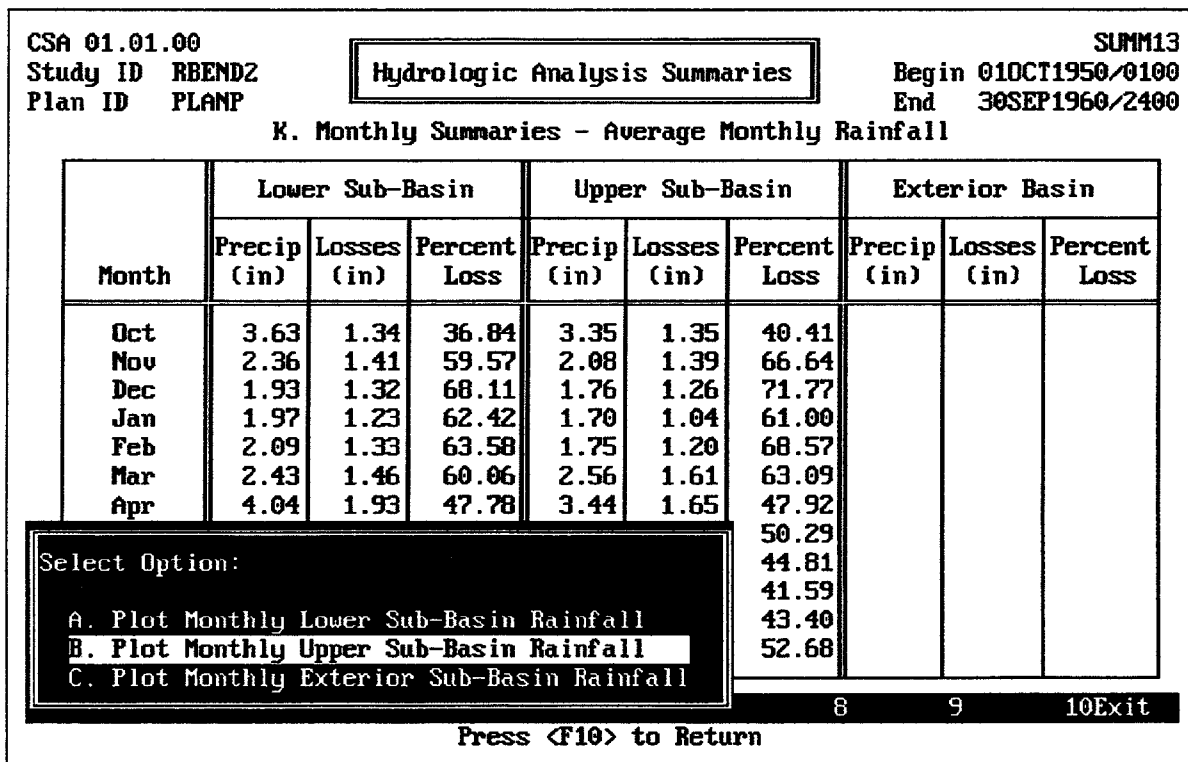 CSA 01.01.00 SUMM13
Study ID RBEND2 Hydrologic Analysis Summaries Begin 01OCT1950/0100
Plan ID PLANP End 30SEP1960/2400
K. Monthly Summaries - Average Monthly Rainfall
Lower Sub-Basin Upper Sub-Basin Exterior Basin
Precip Losses Percent Precip Losses Percent Precip Losses Percent
Month (in) (in) Loss (in) (in) Loss (in) (in) Loss
Oct 3.63 1.34 36.84 3.35 1.35 40.41
Nov 2.36 1.41 59.57 2.08 1.39 66.64
Dec 1.93 1.32 68.11 1.76 1.26 71.77
Jan 1.97 1.23 62.42 1.70 1.04 61.00
Feb 2.09 1.33 63.58 1.75 1.20 68.57
Mar 2.43 1.46 60.06 2.56 1.61 63.09
Apr 4.04 1.93 47.78 3.44 1.65 47.92
50.29
Select Option: 44.81
41.59
A. Plot Monthly Lower Sub-Basin Rainfall 43.40
B. Plot Monthly Upper Sub-Basin Rainfall 52.68
C. Plot Monthly Exterior Sub-Basin Rainfall
8 9 10Exit
Press <F10> to Return